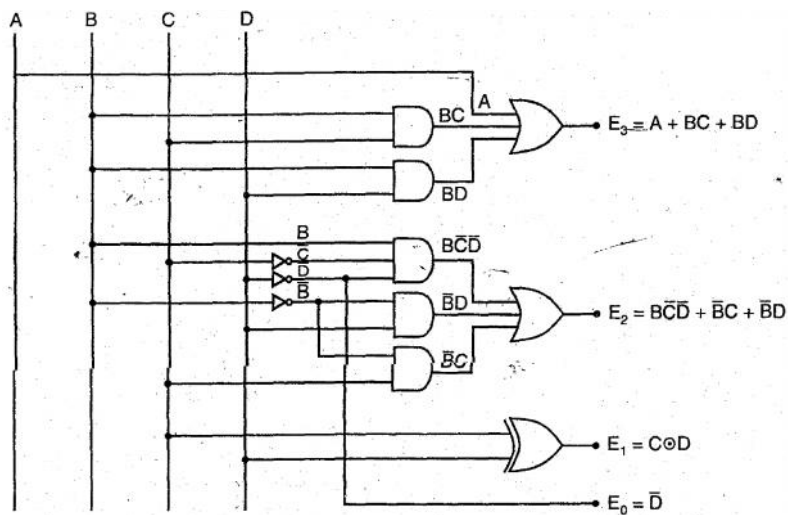 A B C D
A
BC
E₃ = A + BC + BD
BD
B
BC̅D̅
C̅
D̅
B̅
B̅D
E₂ = BC̅D̅ + B̅C + B̅D
B̅C
E₁ = C⊙D
E₀ = D̅